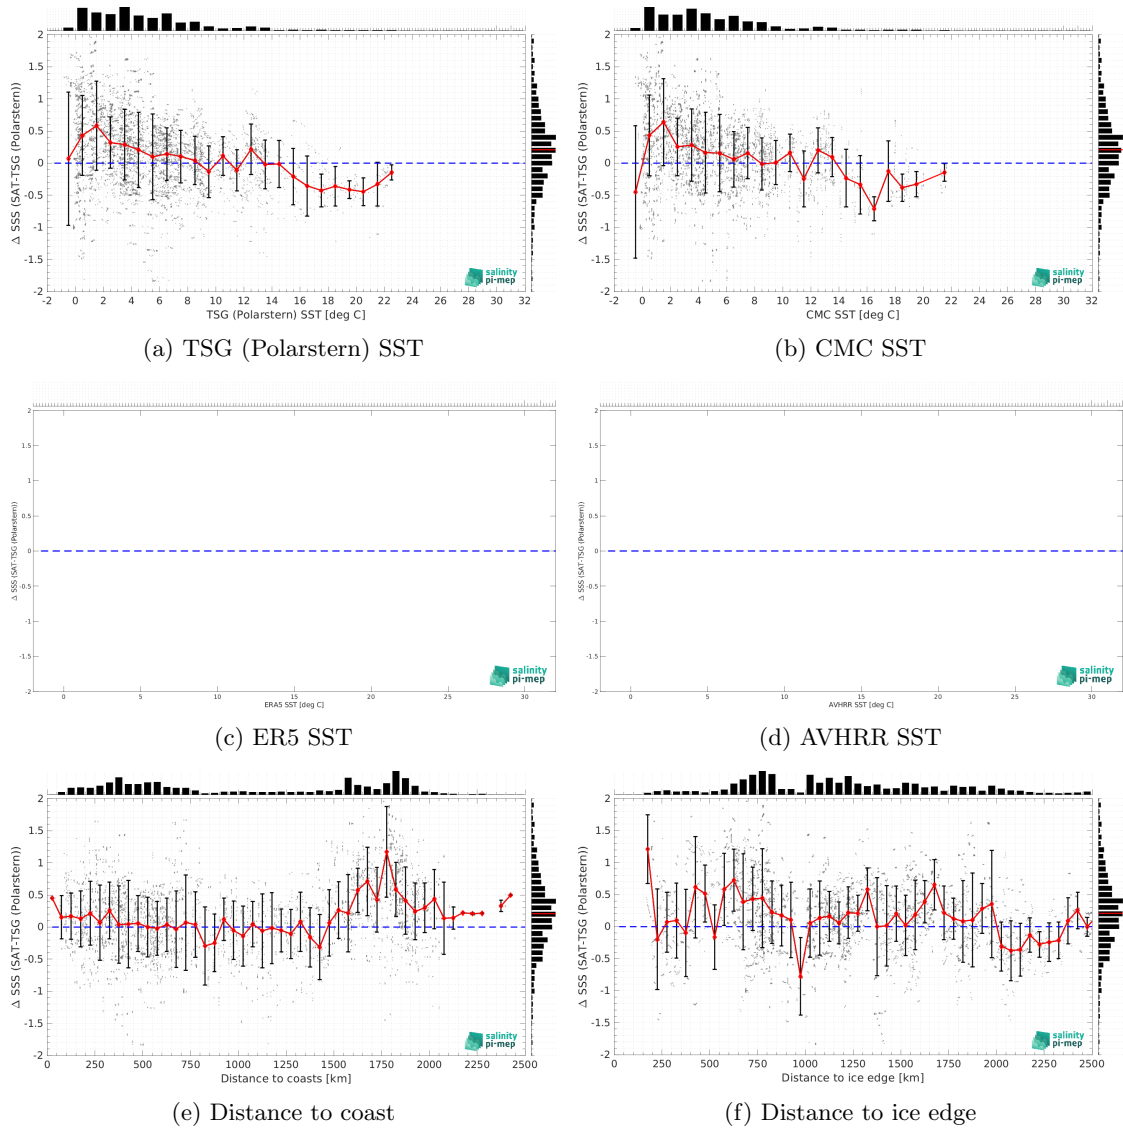 2
1.5
1
0.5
0
-0.5
-1
-1.5
-2
Δ SSS (SAT-TSG (Polarstern))
salinity
pi-mep
-2 0 2 4 6 8 10 12 14 16 18 20 22 24 26 28 30 32
TSG (Polarstern) SST [deg C]
(a) TSG (Polarstern) SST
2
1.5
1
0.5
0
-0.5
-1
-1.5
-2
Δ SSS (SAT-TSG (Polarstern))
salinity
pi-mep
-2 0 2 4 6 8 10 12 14 16 18 20 22 24 26 28 30 32
CMC SST [deg C]
(b) CMC SST
2
1.5
1
0.5
0
-0.5
-1
-1.5
-2
Δ SSS (SAT-TSG (Polarstern))
salinity
pi-mep
0 5 10 15 20 25 30
ERA5 SST [deg C]
(c) ER5 SST
2
1.5
1
0.5
0
-0.5
-1
-1.5
-2
Δ SSS (SAT-TSG (Polarstern))
salinity
pi-mep
0 5 10 15 20 25 30
AVHRR SST [deg C]
(d) AVHRR SST
2
1.5
1
0.5
0
-0.5
-1
-1.5
-2
Δ SSS (SAT-TSG (Polarstern))
salinity
pi-mep
0 250 500 750 1000 1250 1500 1750 2000 2250 2500
Distance to coasts [km]
(e) Distance to coast
2
1.5
1
0.5
0
-0.5
-1
-1.5
-2
Δ SSS (SAT-TSG (Polarstern))
salinity
pi-mep
0 250 500 750 1000 1250 1500 1750 2000 2250 2500
Distance to ice edge [km]
(f) Distance to ice edge